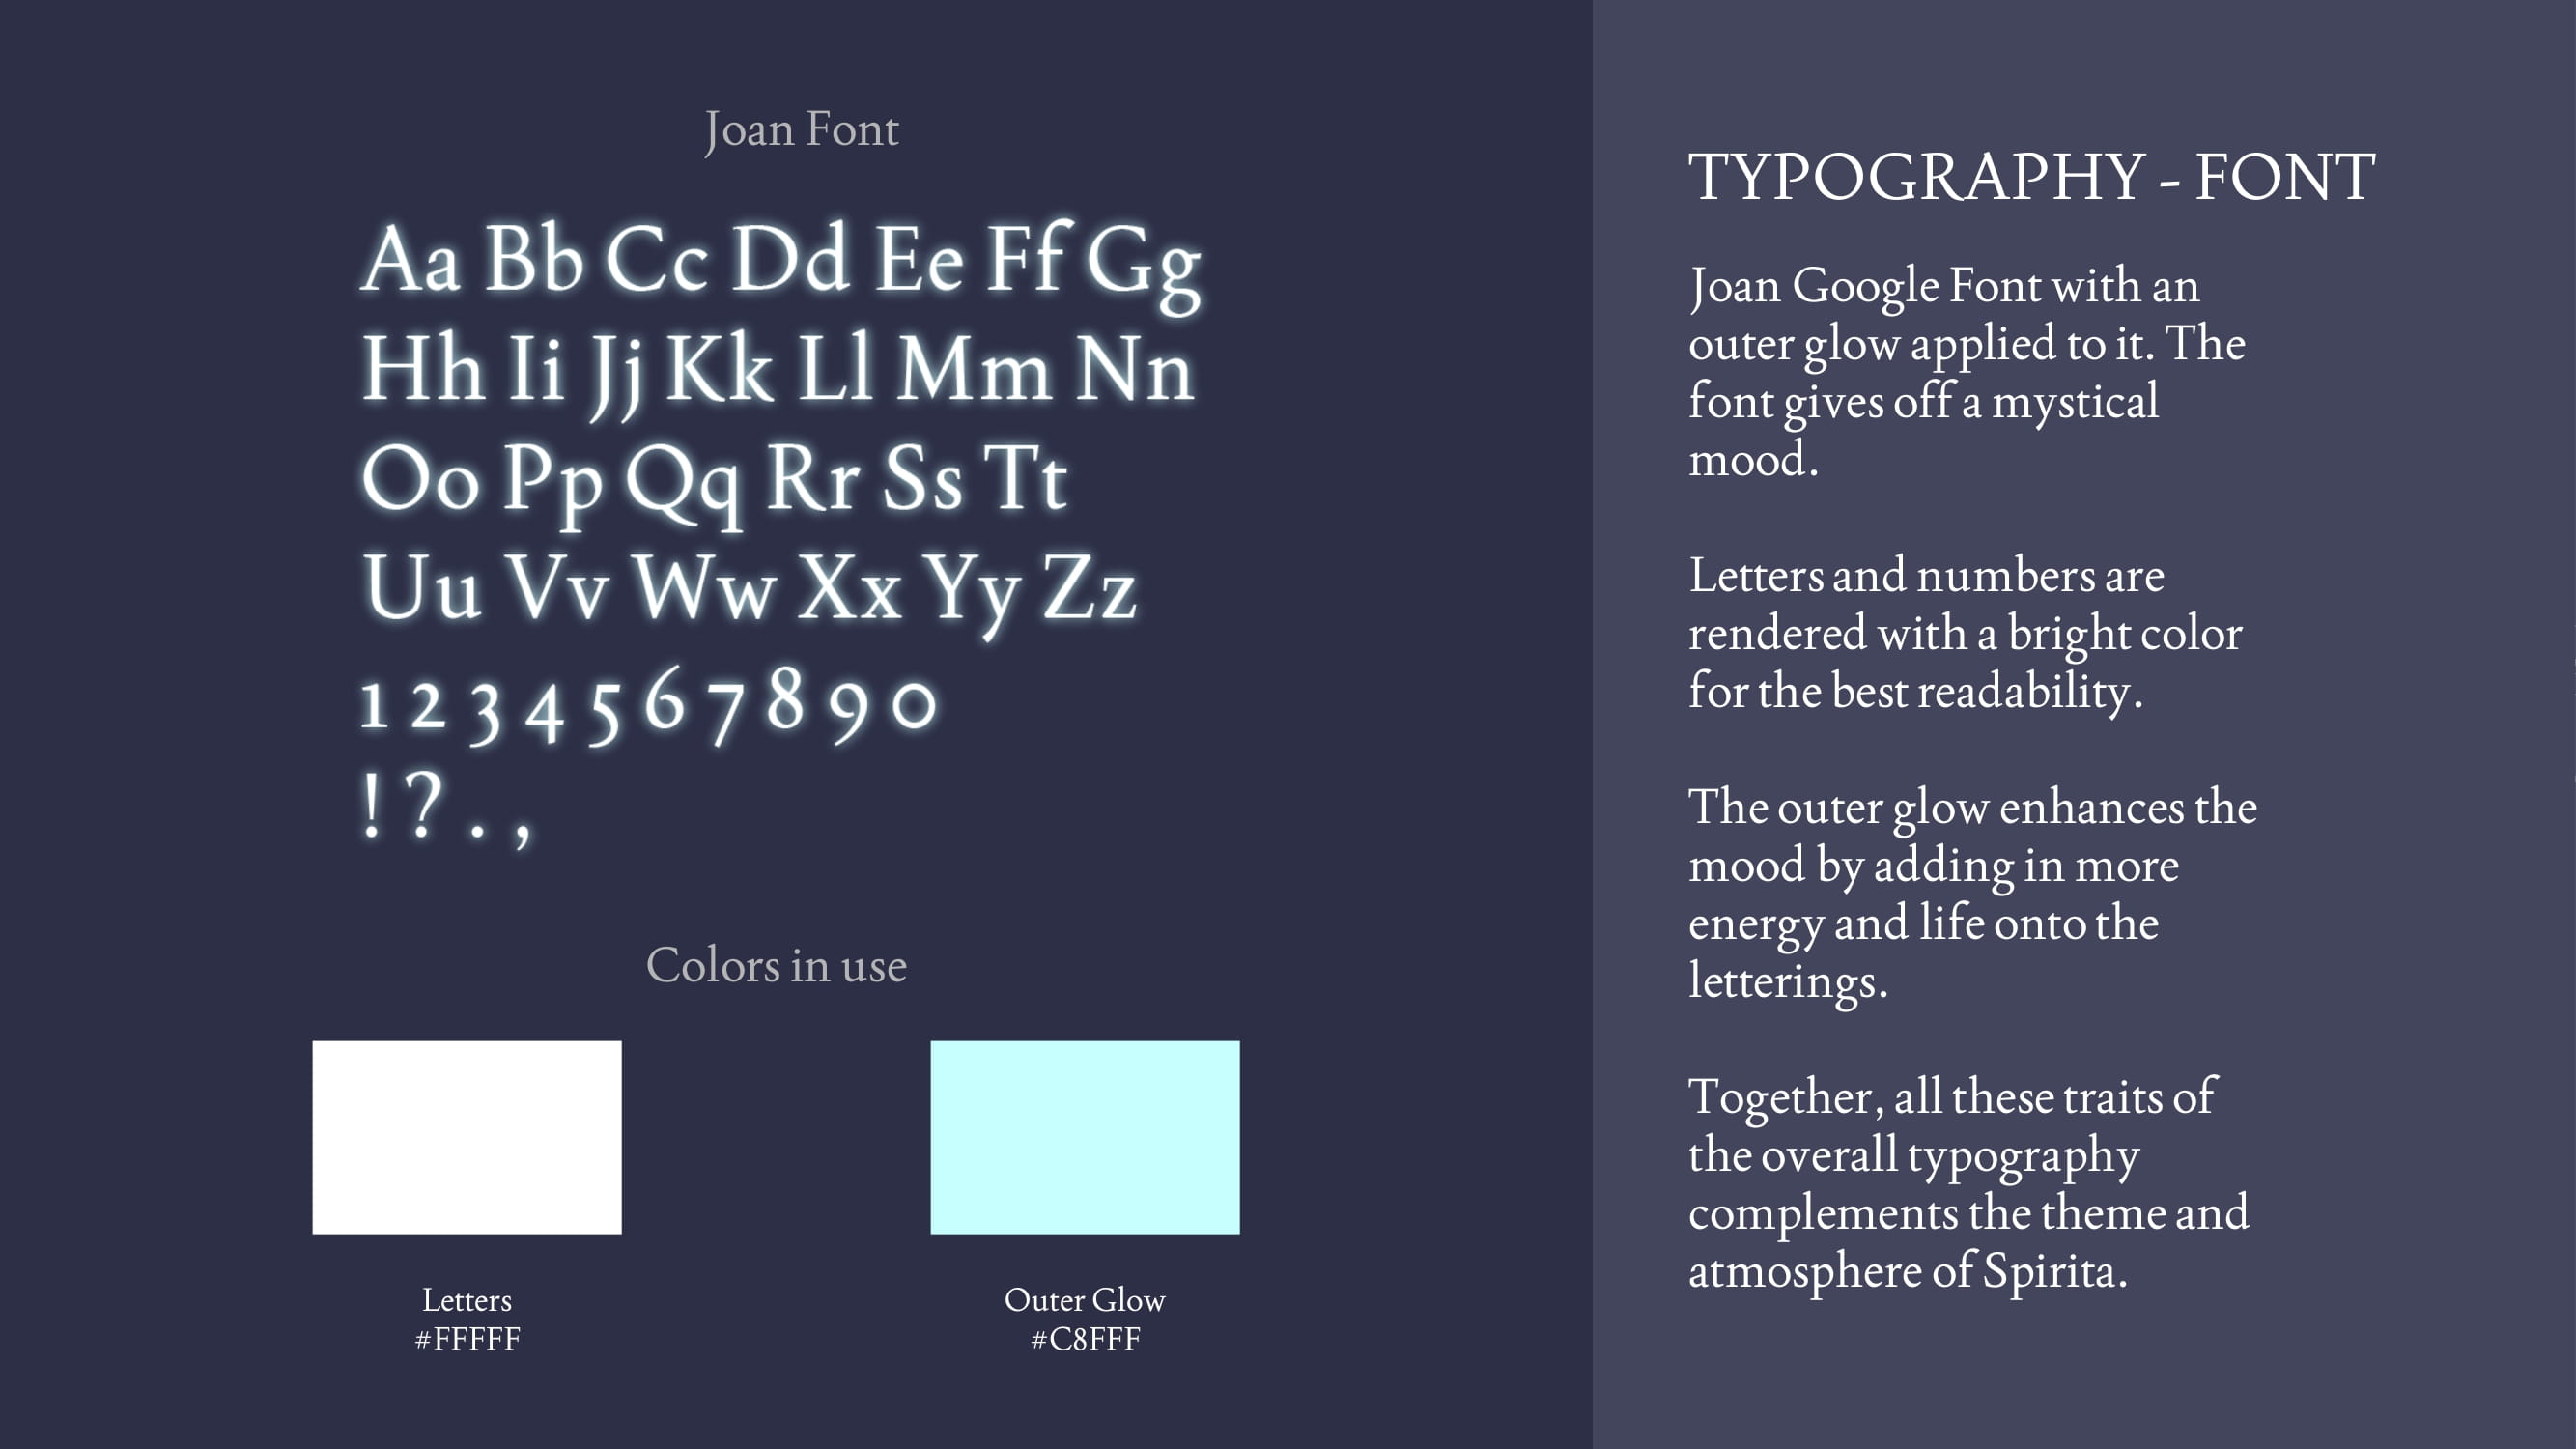 Joan Font
Aa Bb Cc Dd Ee Ff Gg
Hh Ii Jj Kk Ll Mm Nn
Oo Pp Qq Rr Ss Tt
Uu Vv Ww Xx Yy Zz
1 2 3 4 5 6 7 8 9 0
! ? . ,
Colors in use
Letters
#FFFFF
Outer Glow
#C8FFF
TYPOGRAPHY - FONT
Joan Google Font with an
outer glow applied to it. The
font gives off a mystical
mood.
Letters and numbers are
rendered with a bright color
for the best readability.
The outer glow enhances the
mood by adding in more
energy and life onto the
letterings.
Together, all these traits of
the overall typography
complements the theme and
atmosphere of Spirita.